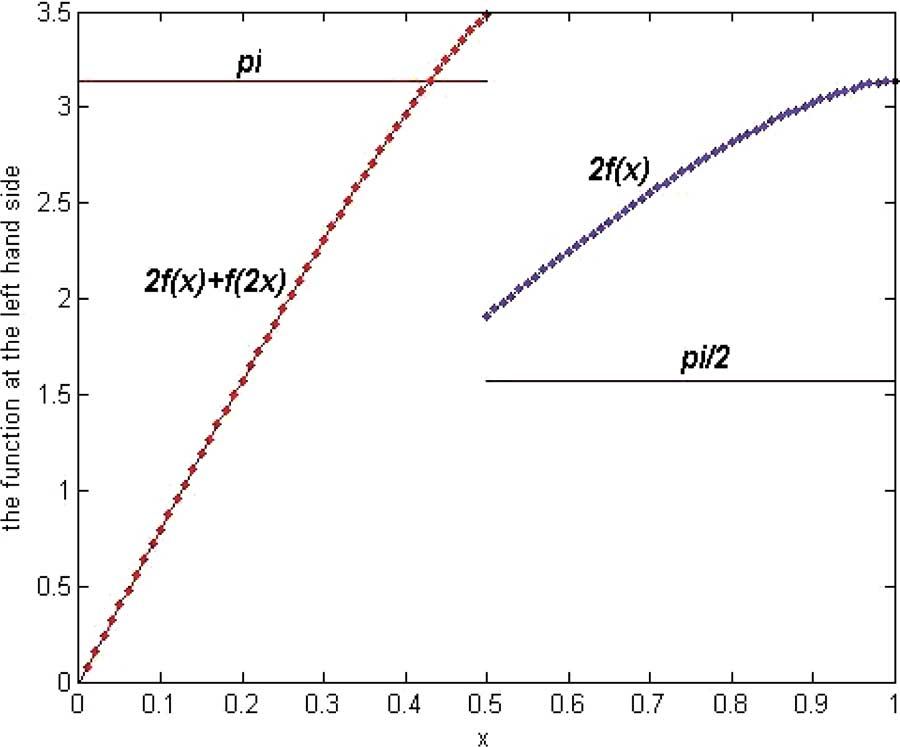 3.5
pi
3
2f(x)
2.5
2f(x)+f(2x)
2
pi/2
1.5
1
0.5
0
0 0.1 0.2 0.3 0.4 0.5 0.6 0.7 0.8 0.9 1
x
the function at the left hand side